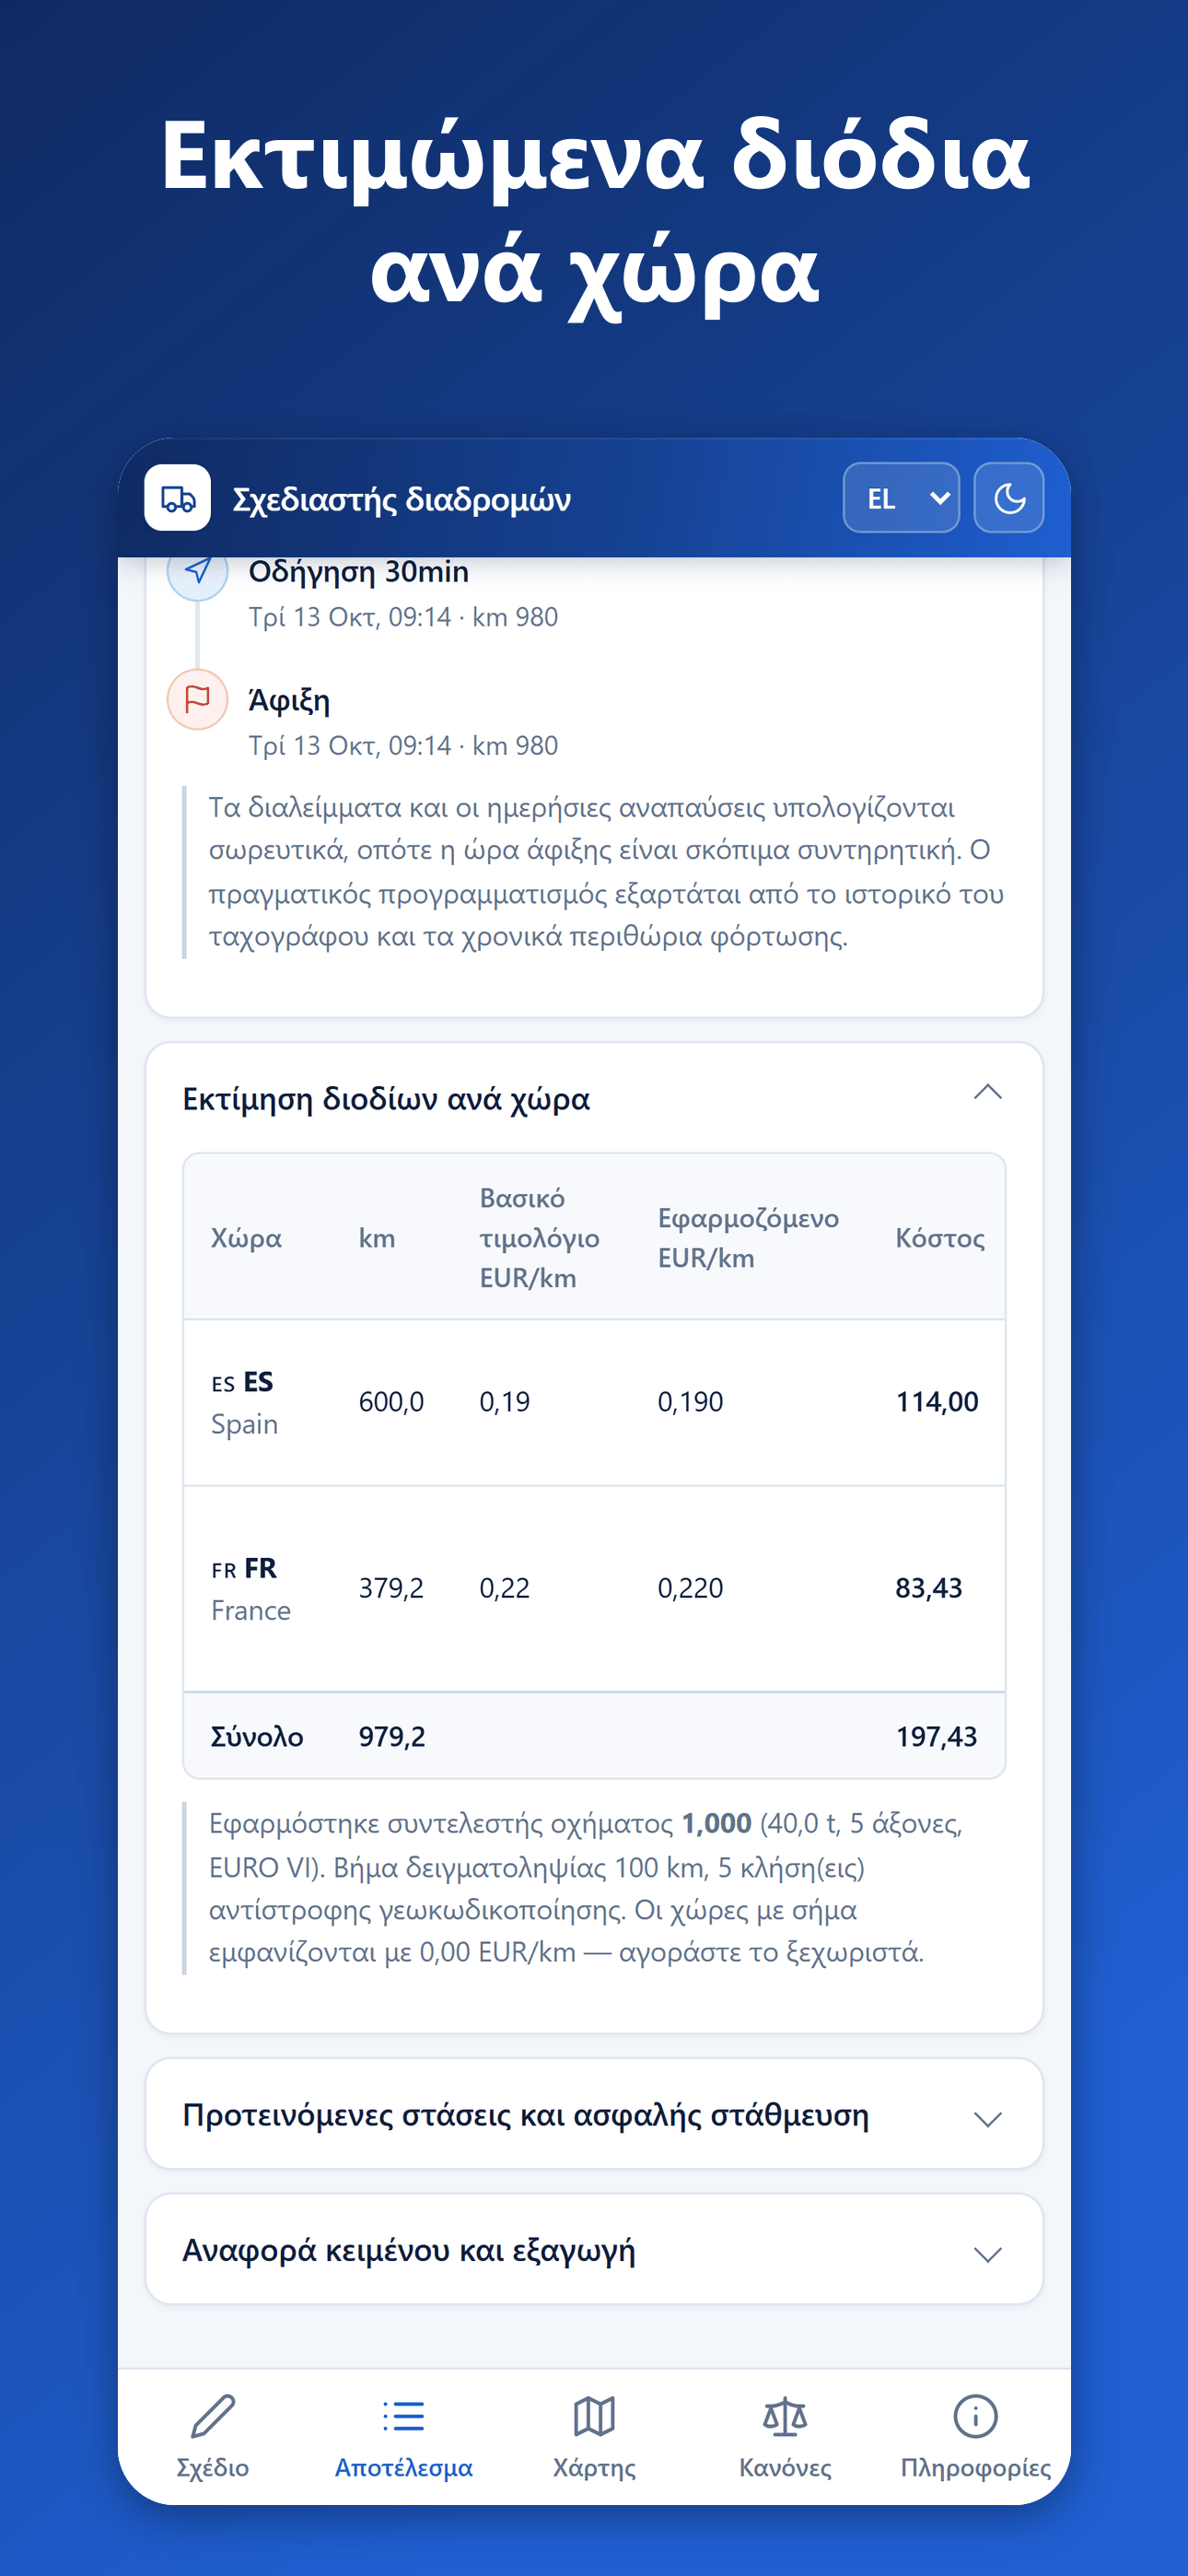 Εκτιμώμενα διόδια
ανά χώρα
Σχεδιαστής διαδρομών
EL
Οδήγηση 30min
Τρί 13 Οκτ, 09:14 · km 980
Άφιξη
Τρί 13 Οκτ, 09:14 · km 980
Τα διαλείμματα και οι ημερήσιες αναπαύσεις υπολογίζονται
σωρευτικά, οπότε η ώρα άφιξης είναι σκόπιμα συντηρητική. Ο
πραγματικός προγραμματισμός εξαρτάται από το ιστορικό του
ταχογράφου και τα χρονικά περιθώρια φόρτωσης.
Εκτίμηση διοδίων ανά χώρα
Χώρα km Βασικό τιμολόγιο EUR/km Εφαρμοζόμενο EUR/km Κόστος
ES ES
Spain
600,0 0,19 0,190 114,00
FR FR
France
379,2 0,22 0,220 83,43
Σύνολο 979,2 197,43
Εφαρμόστηκε συντελεστής οχήματος 1,000 (40,0 t, 5 άξονες,
EURO VI). Βήμα δειγματοληψίας 100 km, 5 κλήση(εις)
αντίστροφης γεωκωδικοποίησης. Οι χώρες με σήμα
εμφανίζονται με 0,00 EUR/km — αγοράστε το ξεχωριστά.
Προτεινόμενες στάσεις και ασφαλής στάθμευση
Αναφορά κειμένου και εξαγωγή
Σχέδιο Αποτέλεσμα Χάρτης Κανόνες Πληροφορίες